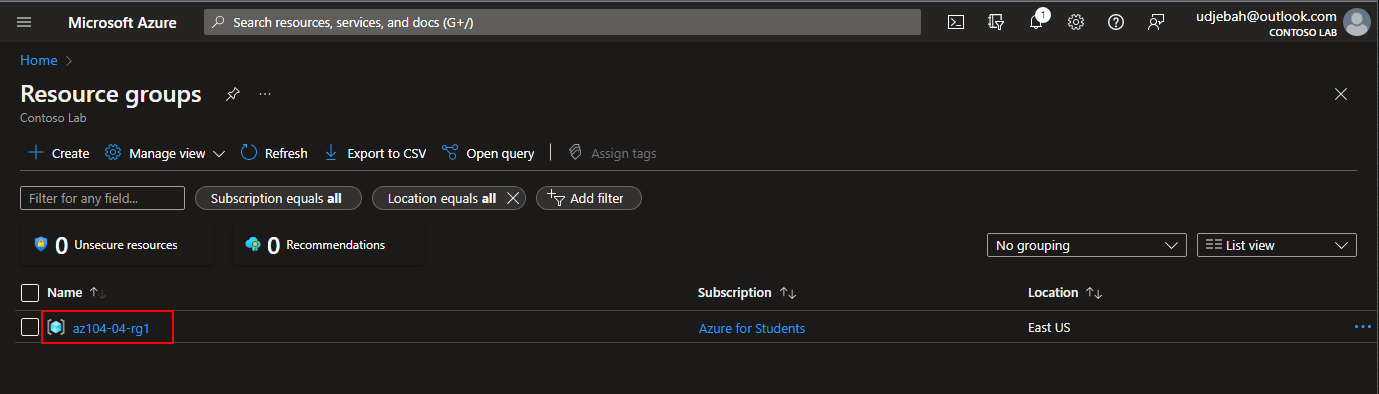 Microsoft Azure Search resources, services, and docs (G+/) 1 udjebah@outlook.com
CONTOSO LAB
Home >
Resource groups ...
Contoso Lab
Create Manage view Refresh Export to CSV Open query Assign tags
Filter for any field... Subscription equals all Location equals all Add filter
0 Unsecure resources 0 Recommendations No grouping List view
Name Subscription Location
az104-04-rg1 Azure for Students East US ...